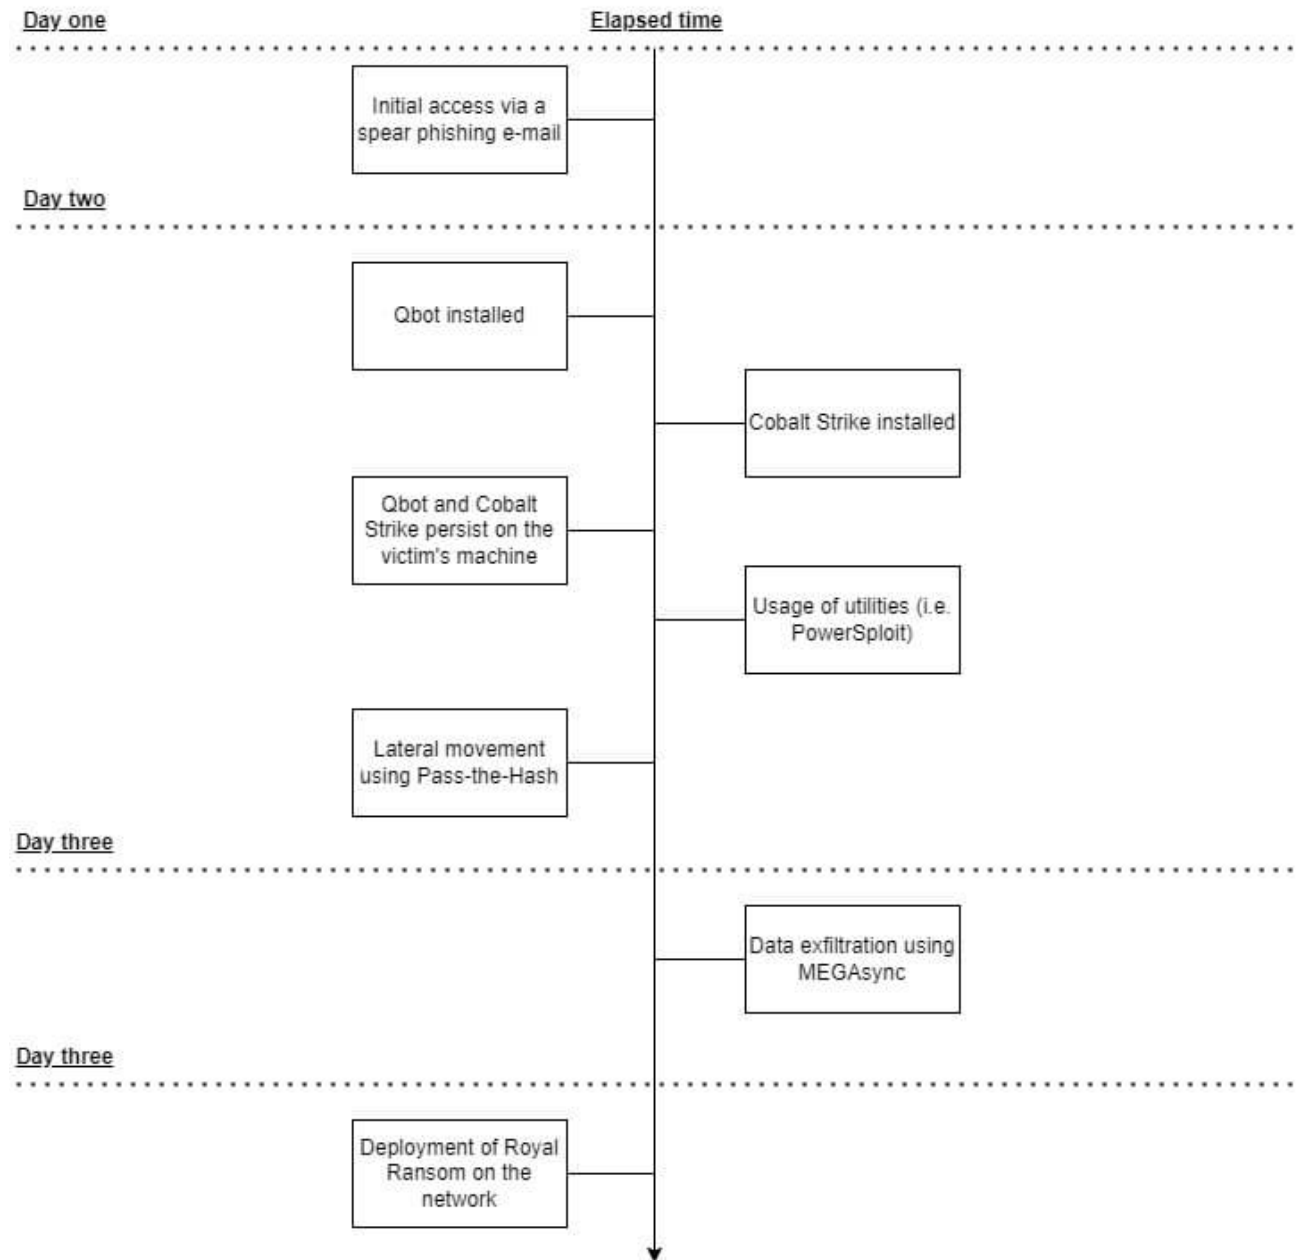 Day one
Elapsed time
Initial access via a
spear phishing e-mail
Day two
Qbot installed
Cobalt Strike installed
Qbot and Cobalt
Strike persist on the
victim's machine
Usage of utilities (i.e.
PowerSploit)
Lateral movement
using Pass-the-Hash
Day three
Data exfiltration using
MEGAsync
Day three
Deployment of Royal
Ransom on the
network